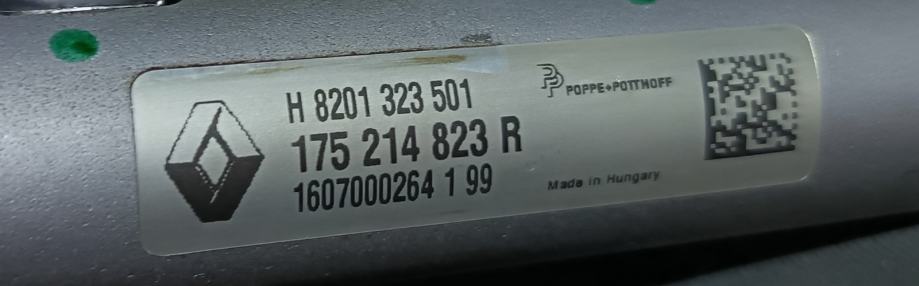 H 8201 323 501
175 214 823 R
1607000264 1 99
POPPE+POTTHOFF
Made in Hungary